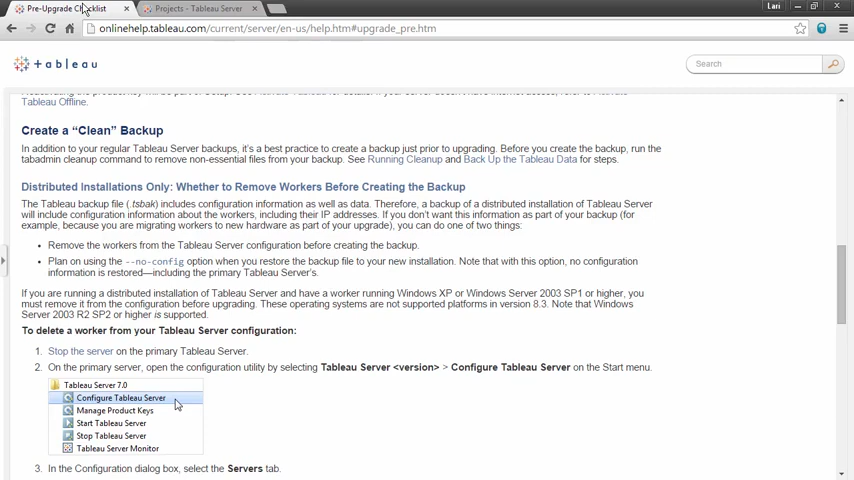 Pre-Upgrade Checklist
Projects - Tableau Server
Lari
onlinehelp.tableau.com/current/server/en-us/help.htm#upgrade_pre.htm
+ a b l e a u
Search
Tableau Offline.
Create a “Clean” Backup
In addition to your regular Tableau Server backups, it's a best practice to create a backup just prior to upgrading. Before you create the backup, run the
tabadmin cleanup command to remove non-essential files from your backup. See Running Cleanup and Back Up the Tableau Data for steps.
Distributed Installations Only: Whether to Remove Workers Before Creating the Backup
The Tableau backup file (.tsbak) includes configuration information as well as data. Therefore, a backup of a distributed installation of Tableau Server
will include configuration information about the workers, including their IP addresses. If you don't want this information as part of your backup (for
example, because you are migrating workers to new hardware as part of your upgrade), you can do one of two things:
• Remove the workers from the Tableau Server configuration before creating the backup.
• Plan on using the --no-config option when you restore the backup file to your new installation. Note that with this option, no configuration
information is restored—including the primary Tableau Server's.
If you are running a distributed installation of Tableau Server and have a worker running Windows XP or Windows Server 2003 SP1 or higher, you
must remove it from the configuration before upgrading. These operating systems are not supported platforms in version 8.3. Note that Windows
Server 2003 R2 SP2 or higher is supported.
To delete a worker from your Tableau Server configuration:
1. Stop the server on the primary Tableau Server.
2. On the primary server, open the configuration utility by selecting Tableau Server <version> > Configure Tableau Server on the Start menu.
Tableau Server 7.0
Configure Tableau Server
Manage Product Keys
Start Tableau Server
Stop Tableau Server
Tableau Server Monitor
3. In the Configuration dialog box, select the Servers tab.